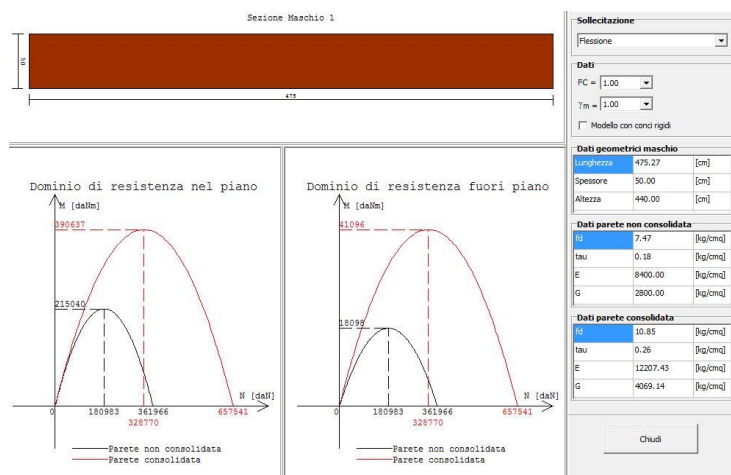 Sezione Maschio 1
50
475
Dominio di resistenza nel piano
M [daNm]
390637
215040
N [daN]
0
180983
361966
328770
657541
Parete non consolidata
Parete consolidata
Dominio di resistenza fuori piano
M [daNm]
41096
18098
N [daN]
0
180983
361966
328770
657541
Parete non consolidata
Parete consolidata
Sollecitazione
Flessione
Dati
FC = 1.00
γm = 1.00
Modello con conci rigidi
Dati geometrici maschio
Lunghezza 475.27 [cm]
Spessore 50.00 [cm]
Altezza 440.00 [cm]
Dati parete non consolidata
fd 7.47 [kg/cmq]
tau 0.18 [kg/cmq]
E 8400.00 [kg/cmq]
G 2800.00 [kg/cmq]
Dati parete consolidata
fd 10.85 [kg/cmq]
tau 0.26 [kg/cmq]
E 12207.43 [kg/cmq]
G 4069.14 [kg/cmq]
Chiudi